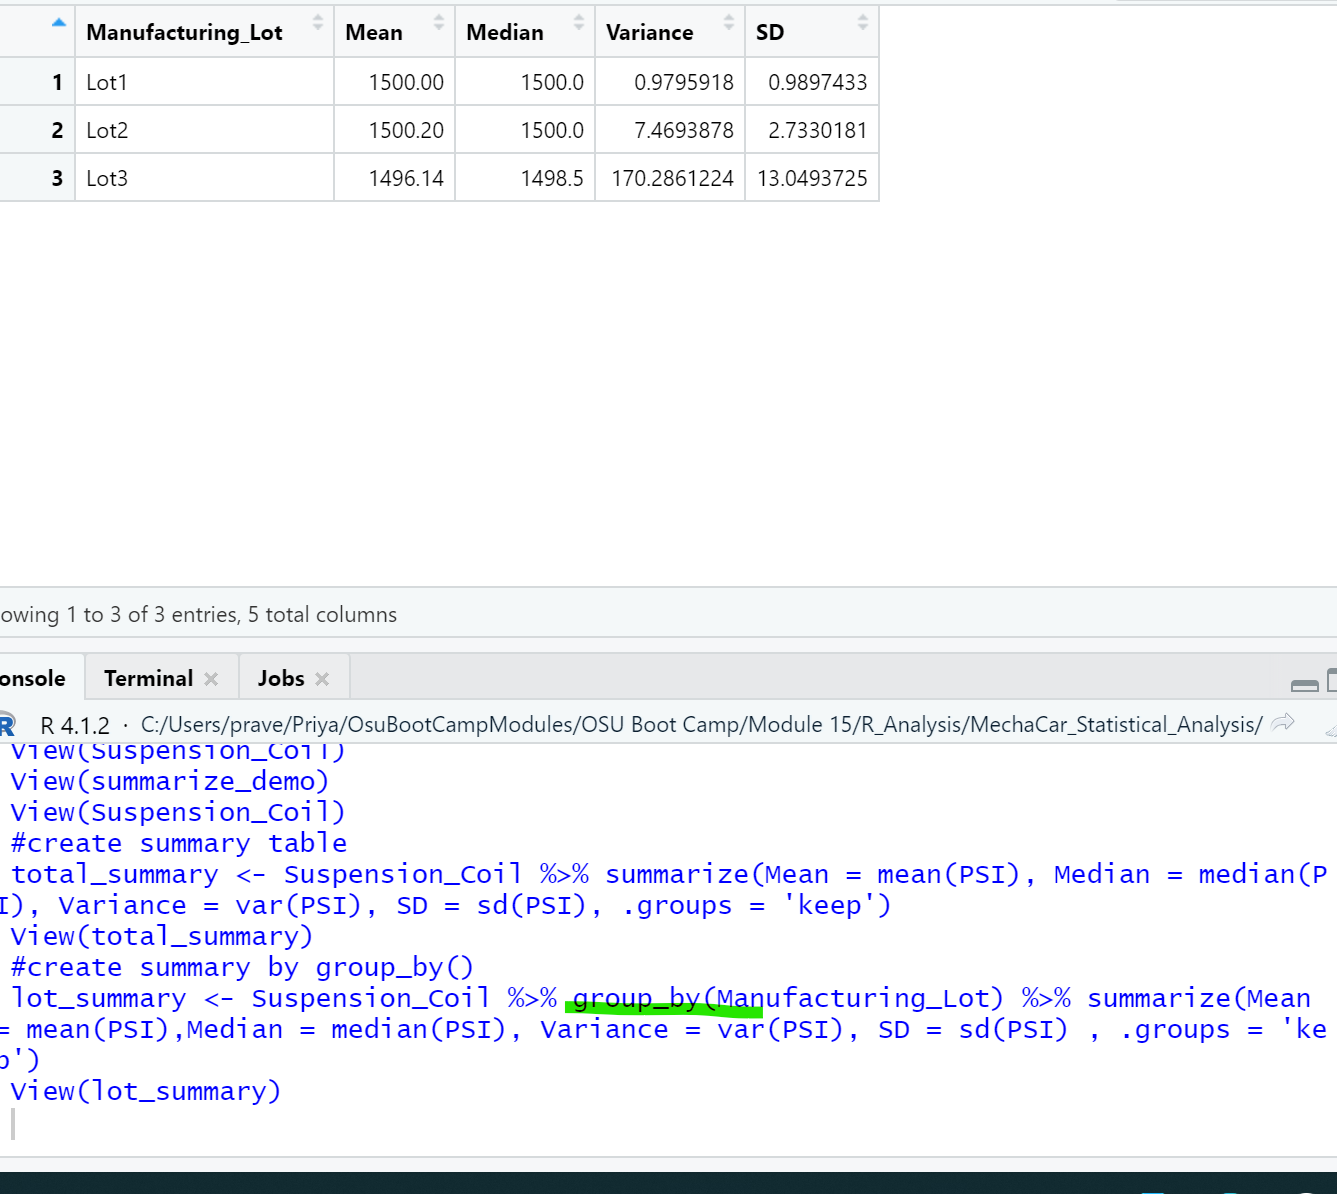 Manufacturing_Lot Mean Median Variance SD
1 Lot1 1500.00 1500.0 0.9795918 0.9897433
2 Lot2 1500.20 1500.0 7.4693878 2.7330181
3 Lot3 1496.14 1498.5 170.2861224 13.0493725
owing 1 to 3 of 3 entries, 5 total columns
onsole Terminal × Jobs ×
R R 4.1.2 · C:/Users/prave/Priya/OsuBootCampModules/OSU Boot Camp/Module 15/R_Analysis/MechaCar_Statistical_Analysis/
View(Suspension_Coil)
View(summarize_demo)
View(Suspension_Coil)
#create summary table
total_summary <- Suspension_Coil %>% summarize(Mean = mean(PSI), Median = median(P
I), Variance = var(PSI), SD = sd(PSI), .groups = 'keep')
View(total_summary)
#create summary by group_by()
lot_summary <- Suspension_Coil %>% group_by(Manufacturing_Lot) %>% summarize(Mean
= mean(PSI),Median = median(PSI), Variance = var(PSI), SD = sd(PSI) , .groups = 'ke
p')
View(lot_summary)